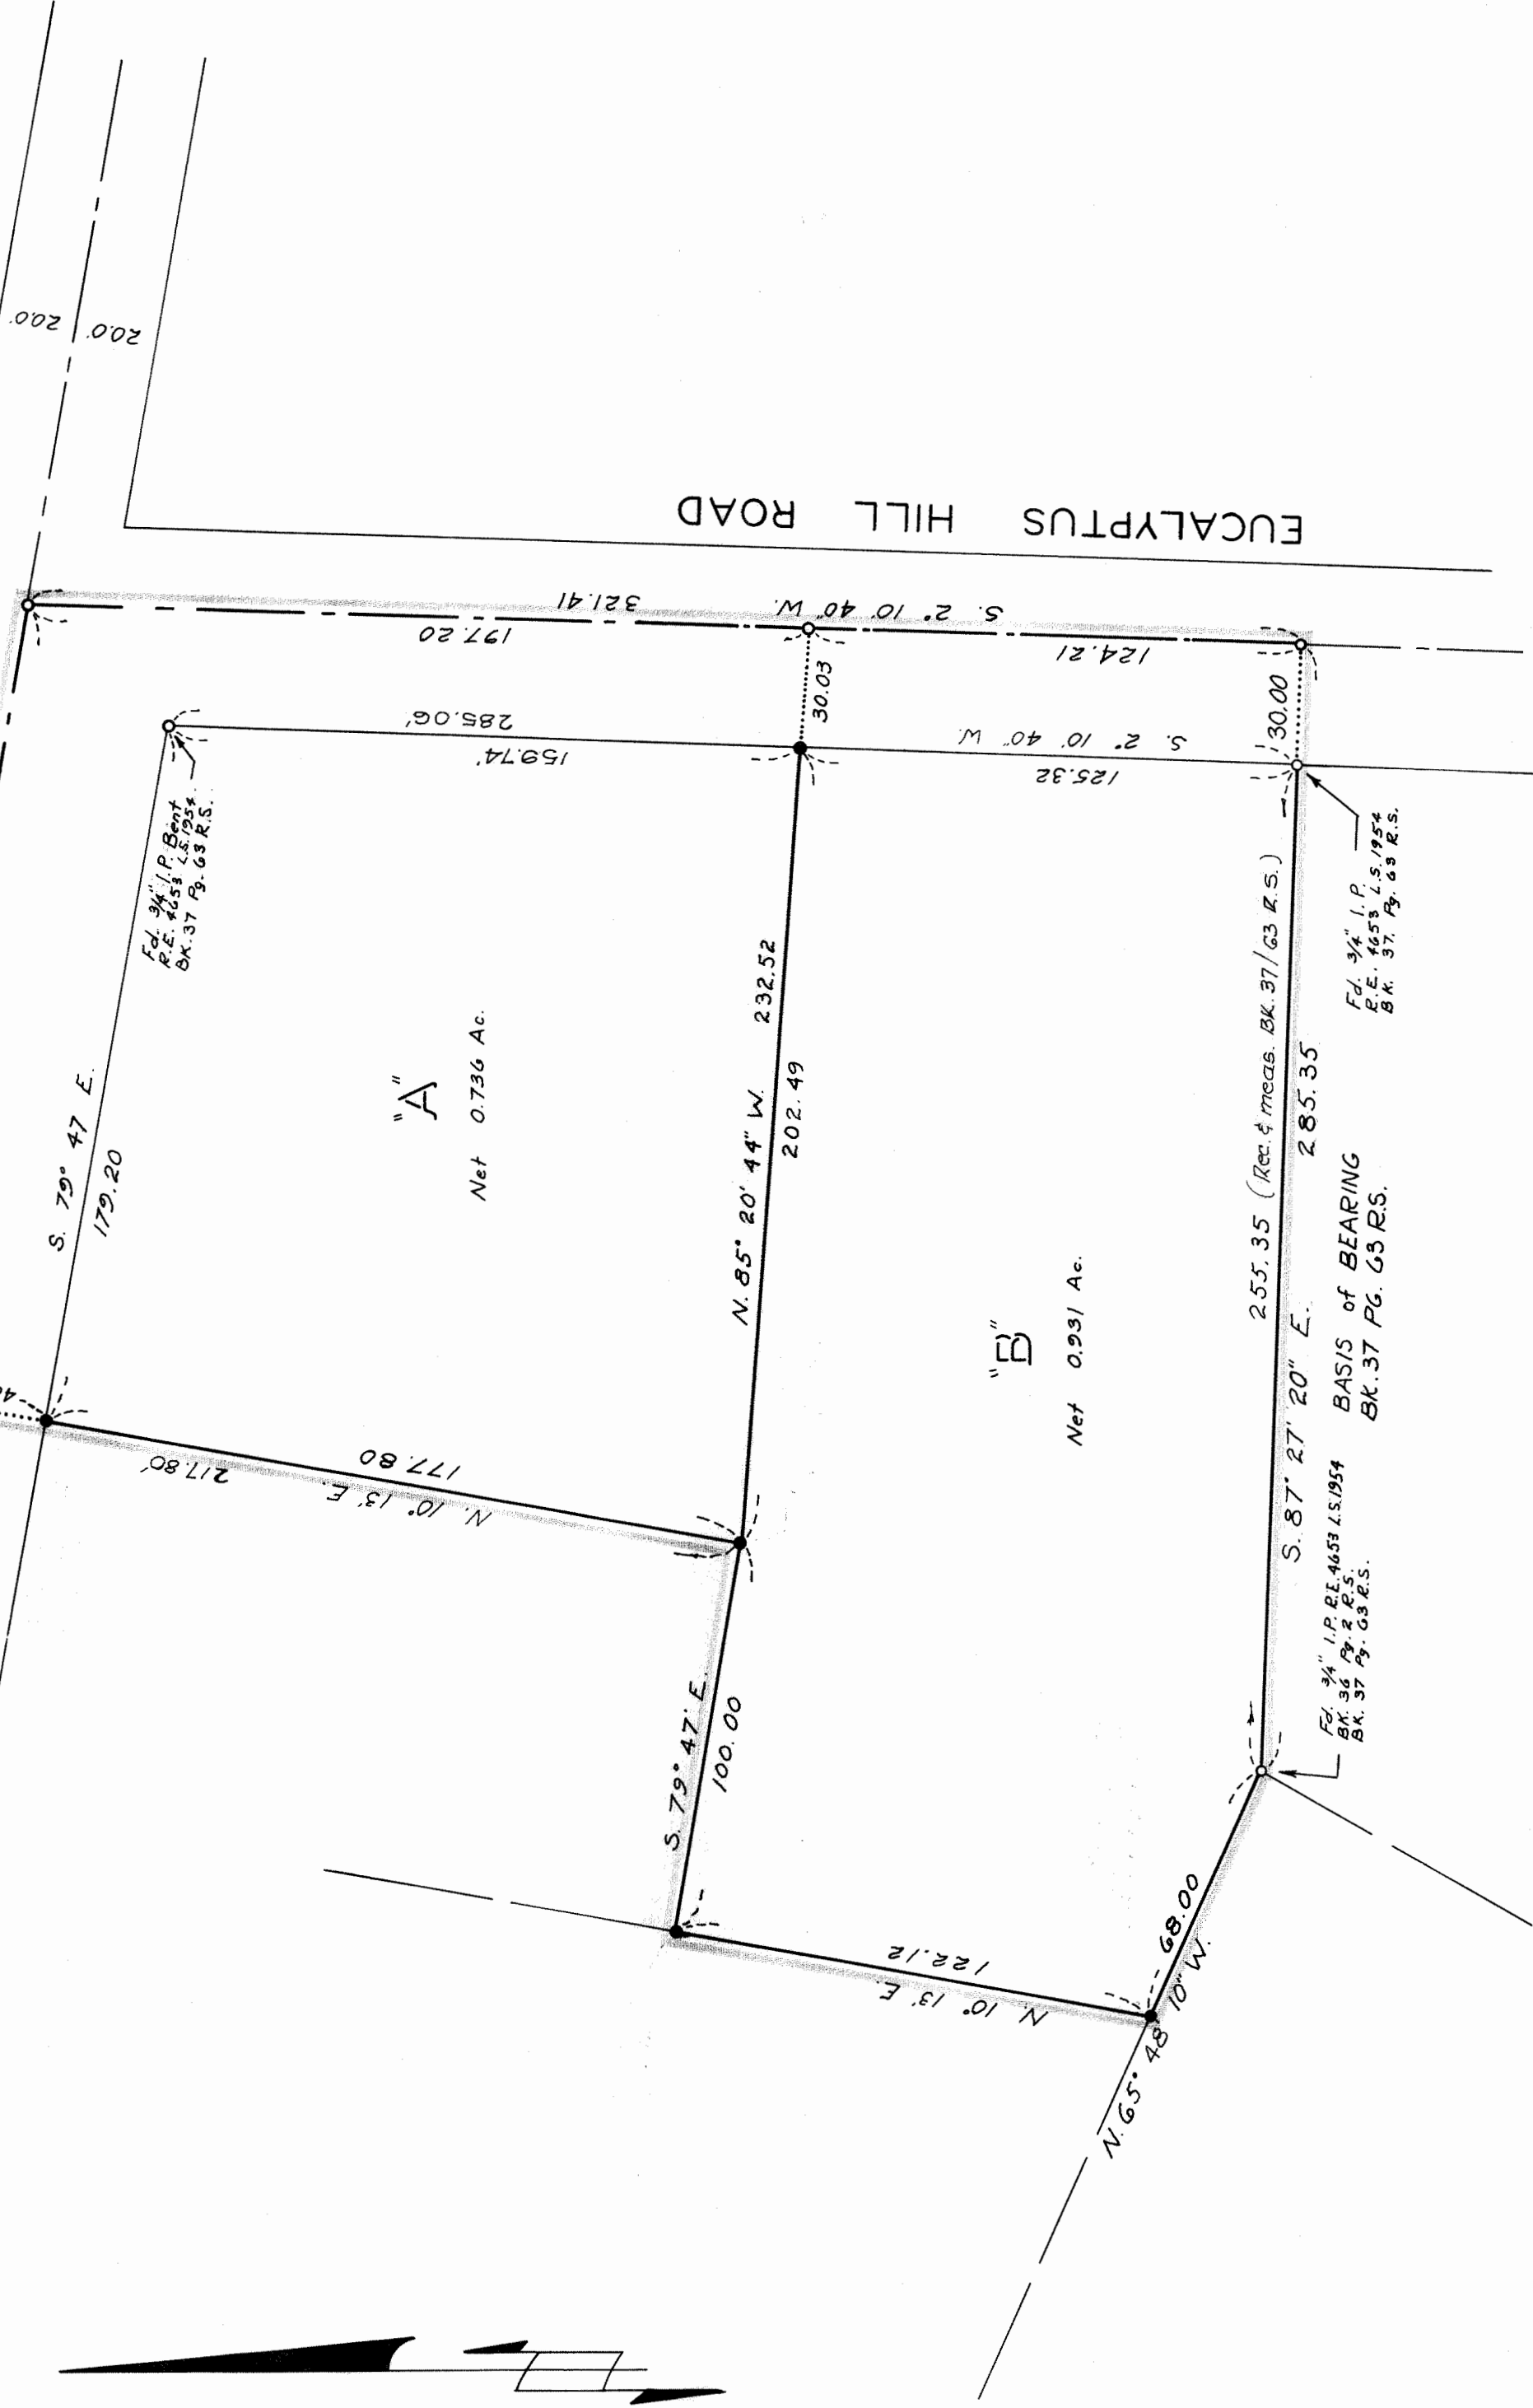 20.0'
20.0'
EUCALYPTUS HILL ROAD
S. 2° 10' 40" W. 321.41
197.20
124.21
30.03
30.00
285.06'
159.74'
S. 2° 10' 40" W.
125.32
Fd. 3/4" I.P. Bent
R.E. 4653 L.S. 1954
BK. 37 Pg. 63 R.S.
S. 79° 47' E.
179.20
"A"
Net 0.736 Ac.
N. 10° 13' E. 217.80'
177.80
N. 85° 20' 44" W. 232.52
202.49
S. 79° 47' E.
100.00
"B"
Net 0.931 Ac.
N. 10° 13' E.
122.12
N. 65° 48' 10" W.
68.00
255.35 (Rec. & meas. BK. 37/63 R.S.)
S. 87° 27' 20" E. 285.35
BASIS of BEARING
BK. 37 PG. 63 R.S.
Fd. 3/4" I.P. R.E. 4653 L.S. 1954
BK. 36 Pg. 2 R.S.
BK. 37 Pg. 63 R.S.
Fd. 3/4" I.P.
R.E. 4653 L.S. 1954
BK. 37. Pg. 63 R.S.